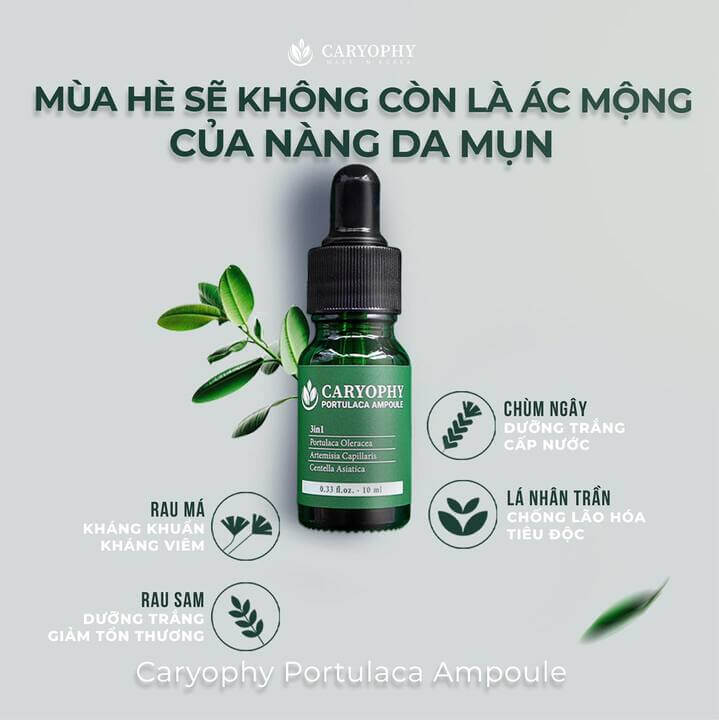 CARYOPHY
MADE IN KOREA
MÙA HÈ SẼ KHÔNG CÒN LÀ ÁC MỘNG
CỦA NÀNG DA MỤN
CARYOPHY
PORTULACA AMPOULE
3in1
Portulaca Oleracea
Artemisia Capillaris
Centella Asiatica
0.33 fl.oz. - 10 ml
CHÙM NGÂY
DƯỠNG TRẮNG
CẤP NƯỚC
LÁ NHÂN TRẦN
CHỐNG LÃO HÓA
TIÊU ĐỘC
RAU MÁ
KHÁNG KHUẨN
KHÁNG VIÊM
RAU SAM
DƯỠNG TRẮNG
GIẢM TỔN THƯƠNG
Caryophy Portulaca Ampoule